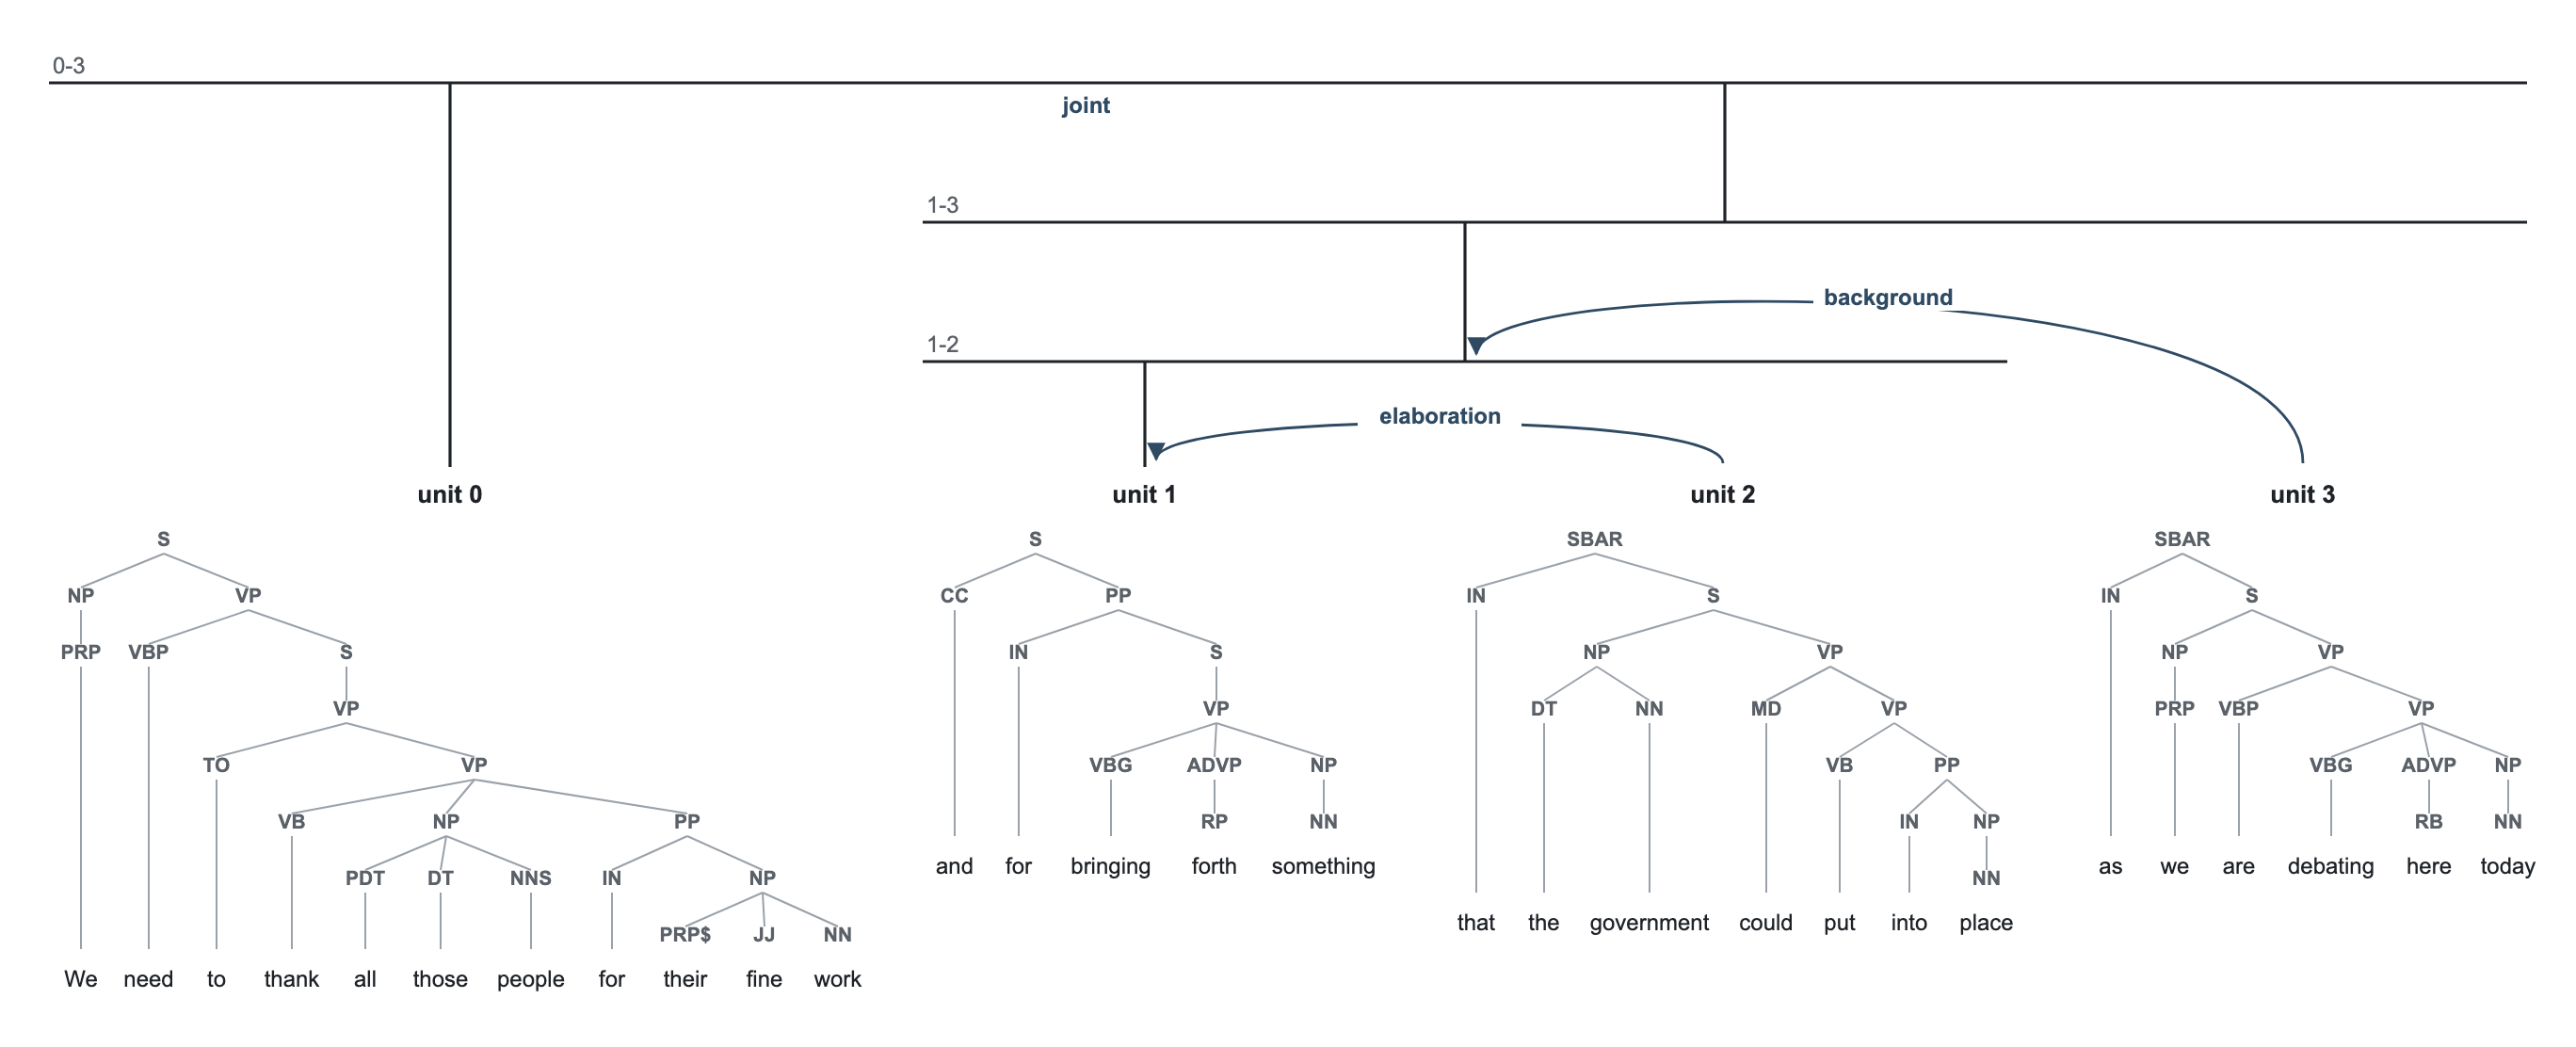 0-3
joint
1-3
background
1-2
elaboration
unit 0 unit 1 unit 2 unit 3
S S SBAR SBAR
NP VP CC PP IN S IN S
PRP VBP S IN S NP VP NP VP
VP VP DT NN MD VP PRP VBP VP
TO VP VBG ADVP NP VB PP VBG ADVP NP
VB NP PP RP NN IN NP RB NN
and for bringing forth something as we are debating here today
PDT DT NNS IN NP NN
that the government could put into place
PRP$ JJ NN
We need to thank all those people for their fine work